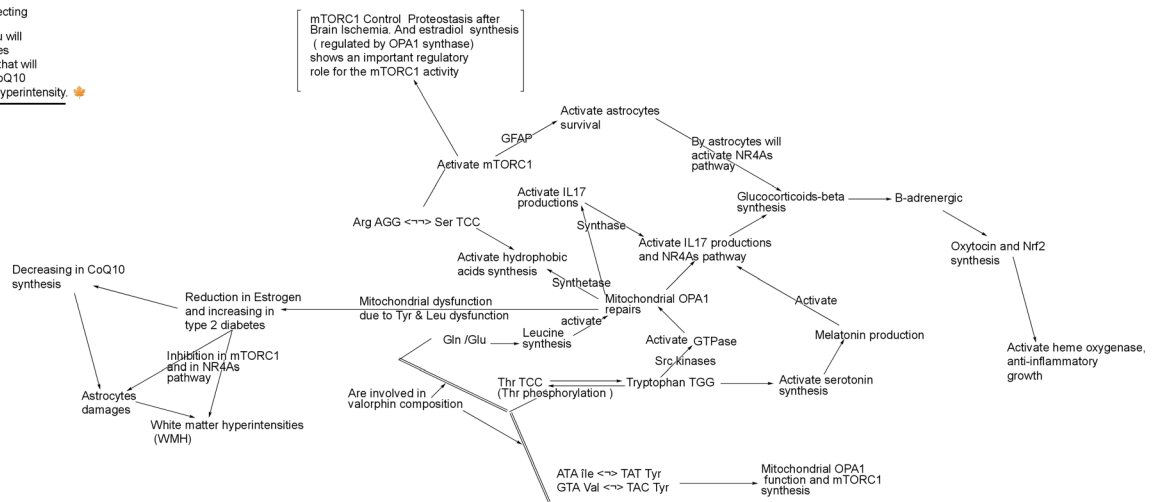 ecting
u will
es
that will
oQ10
yperintensity. 🍁
mTORC1 Control Proteostasis after
Brain Ischemia. And estradiol synthesis
( regulated by OPA1 synthase)
shows an important regulatory
role for the mTORC1 activity
Activate astrocytes
survival
GFAP
By astrocytes will
activate NR4As
pathway
Activate mTORC1
Activate IL17
productions
Glucocorticoids-beta
synthesis
B-adrenergic
Arg AGG <¬¬> Ser TCC
Synthase
Activate IL17 productions
and NR4As pathway
Oxytocin and Nrf2
synthesis
Activate hydrophobic
acids synthesis
Decreasing in CoQ10
synthesis
Synthetase
Reduction in Estrogen
and increasing in
type 2 diabetes
Mitochondrial dysfunction
due to Tyr & Leu dysfunction
Mitochondrial OPA1
repairs
Activate
activate
Melatonin production
Gln /Glu
Leucine
synthesis
Activate
GTPase
Activate heme oxygenase,
anti-inflammatory
growth
Inhibition in mTORC1
and in NR4As
pathway
Src kinases
Thr TCC
(Thr phosphorylation )
Tryptophan TGG
Activate serotonin
synthesis
Astrocytes
damages
Are involved in
valorphin composition
White matter hyperintensities
(WMH)
ATA île <¬> TAT Tyr
GTA Val <¬> TAC Tyr
Mitochondrial OPA1
function and mTORC1
synthesis